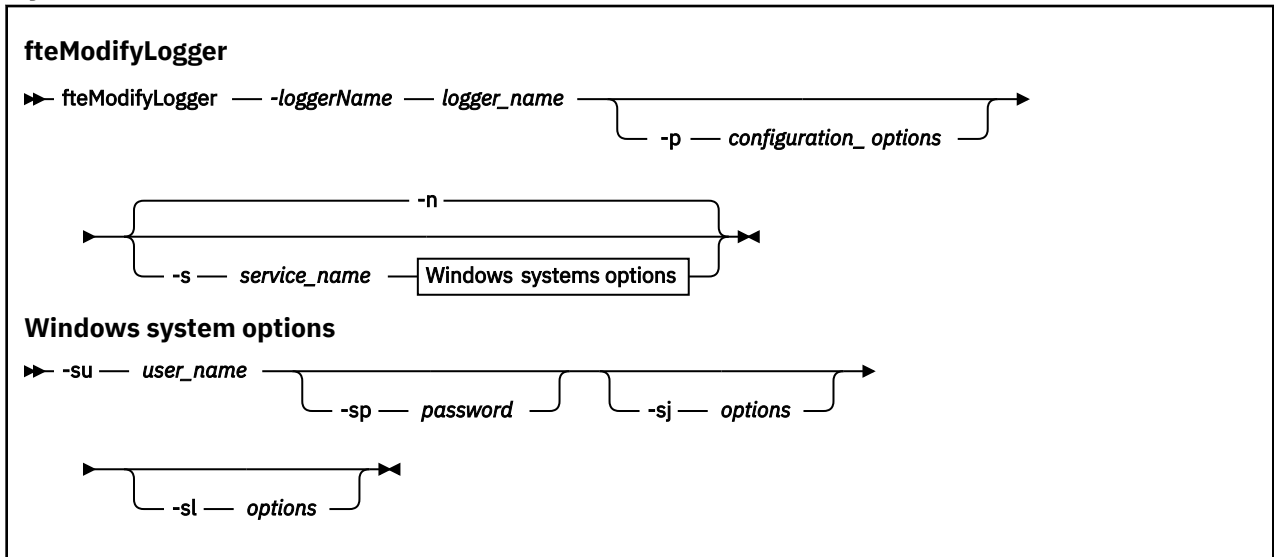 fteModifyLogger
fteModifyLogger -loggerName logger_name
-p configuration_ options
-n
-s service_name Windows systems options
Windows system options
-su user_name
-sp password -sj options
-sl options